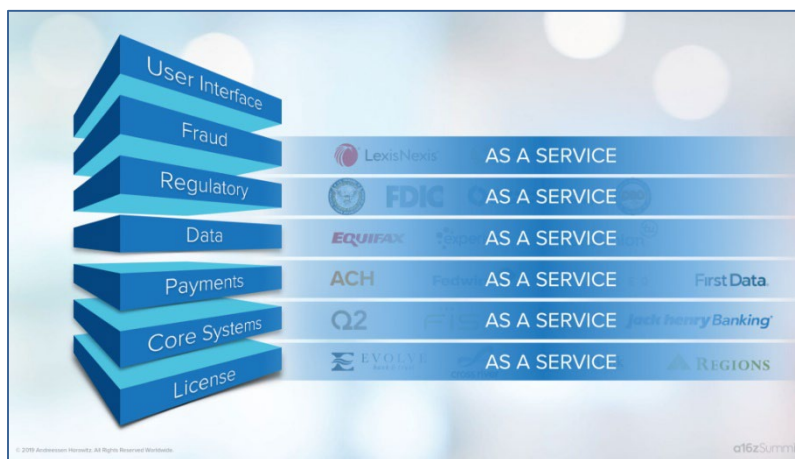 User Interface
Fraud
LexisNexis AS A SERVICE
Regulatory
FDIC AS A SERVICE
Data
EQUIFAX AS A SERVICE
Payments
ACH AS A SERVICE First Data.
Core Systems
Q2 FIS AS A SERVICE jack henry Banking
License
EVOLVE AS A SERVICE REGIONS
© 2019 Andreessen Horowitz. All Rights Reserved Worldwide.
a16zSummi